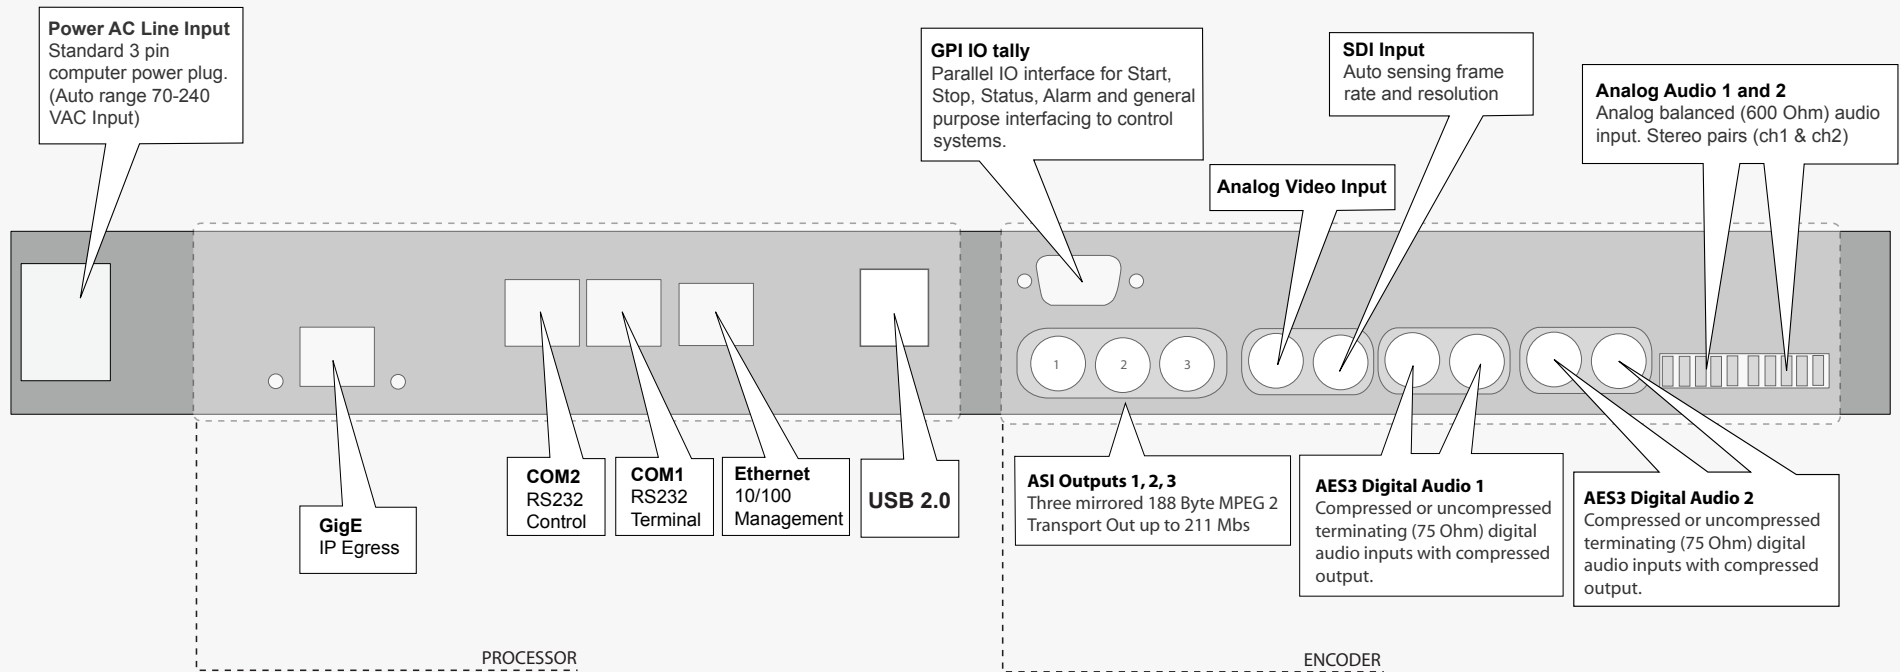 Power AC Line Input
Standard 3 pin
computer power plug.
(Auto range 70-240
VAC Input)
GPI IO tally
Parallel IO interface for Start,
Stop, Status, Alarm and general
purpose interfacing to control
systems.
SDI Input
Auto sensing frame
rate and resolution
Analog Audio 1 and 2
Analog balanced (600 Ohm) audio
input. Stereo pairs (ch1 & ch2)
Analog Video Input
1
2
3
GigE
IP Egress
COM2
RS232
Control
COM1
RS232
Terminal
Ethernet
10/100
Management
USB 2.0
ASI Outputs 1, 2, 3
Three mirrored 188 Byte MPEG 2
Transport Out up to 211 Mbs
AES3 Digital Audio 1
Compressed or uncompressed
terminating (75 Ohm) digital
audio inputs with compressed
output.
AES3 Digital Audio 2
Compressed or uncompressed
terminating (75 Ohm) digital
audio inputs with compressed
output.
PROCESSOR
ENCODER